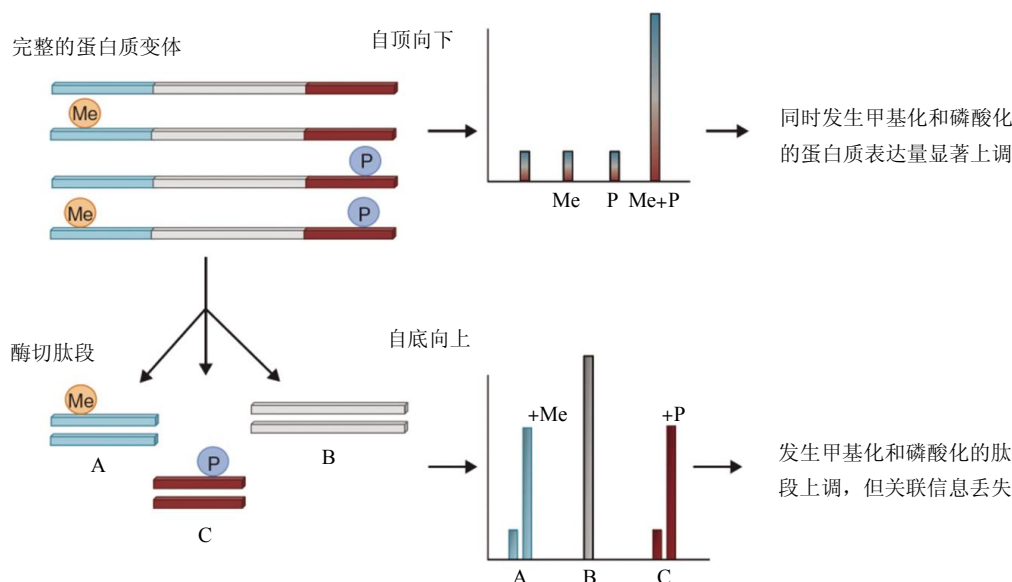 完整的蛋白质变体
自顶向下
Me
P
Me
P
Me
P
Me+P
同时发生甲基化和磷酸化
的蛋白质表达量显著上调
酶切肽段
自底向上
Me
A
P
C
B
+Me
+P
A
B
C
发生甲基化和磷酸化的肽
段上调，但关联信息丢失